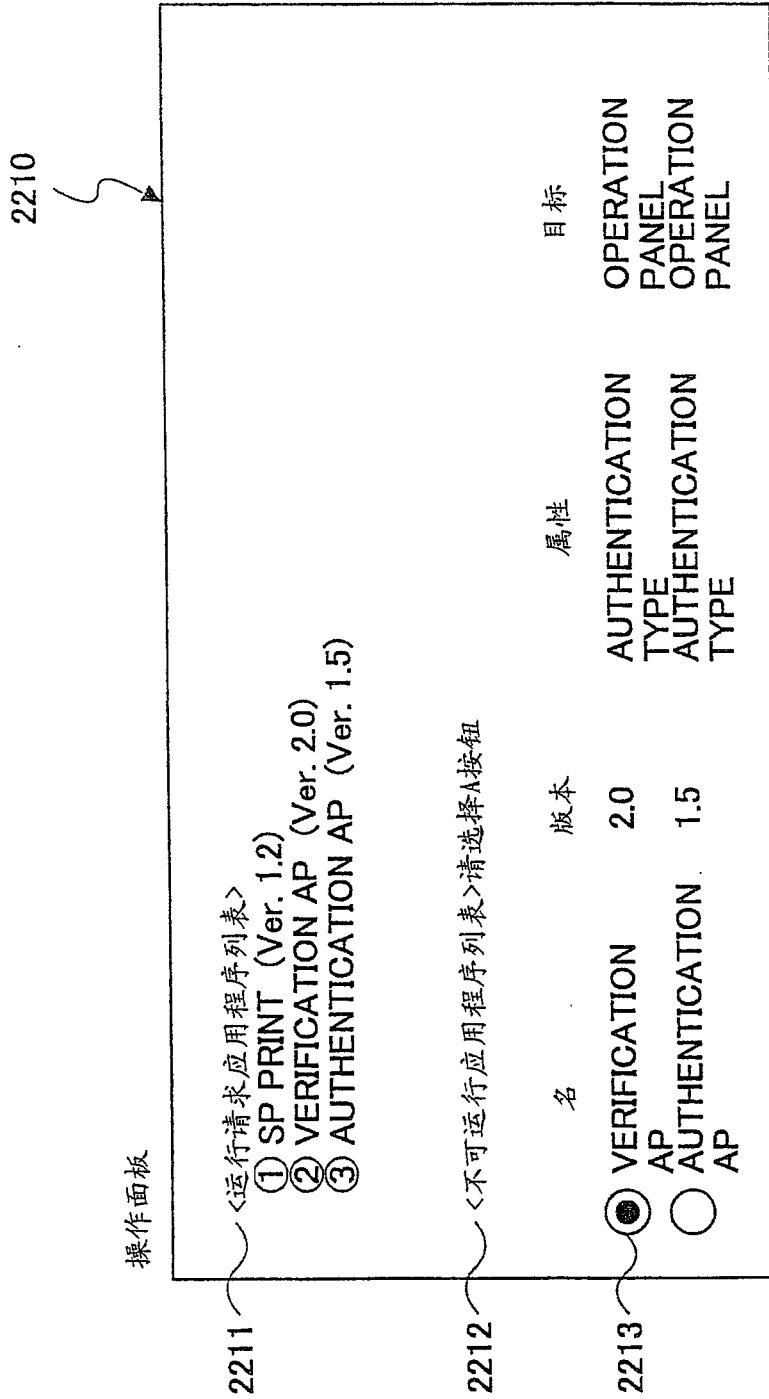 2210
操作面板
2211
<运行请求应用程序列表>
① SP PRINT (Ver. 1.2)
② VERIFICATION AP (Ver. 2.0)
③ AUTHENTICATION AP (Ver. 1.5)
2212
<不可运行应用程序列表>请选择A按钮
名 版本 属性 目标
2213
VERIFICATION AP 2.0 AUTHENTICATION TYPE OPERATION PANEL
AUTHENTICATION AP 1.5 AUTHENTICATION TYPE OPERATION PANEL